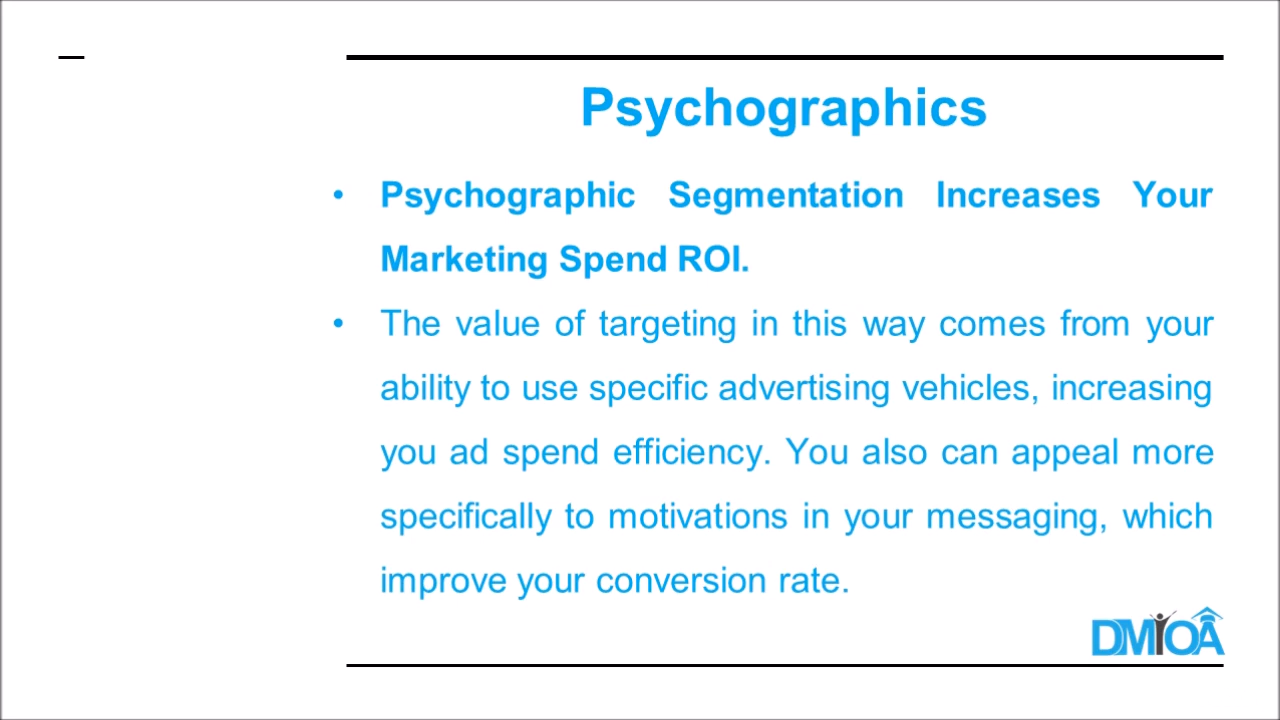 Psychographics
• Psychographic Segmentation Increases Your
Marketing Spend ROI.
• The value of targeting in this way comes from your
ability to use specific advertising vehicles, increasing
you ad spend efficiency. You also can appeal more
specifically to motivations in your messaging, which
improve your conversion rate.
DMIOA